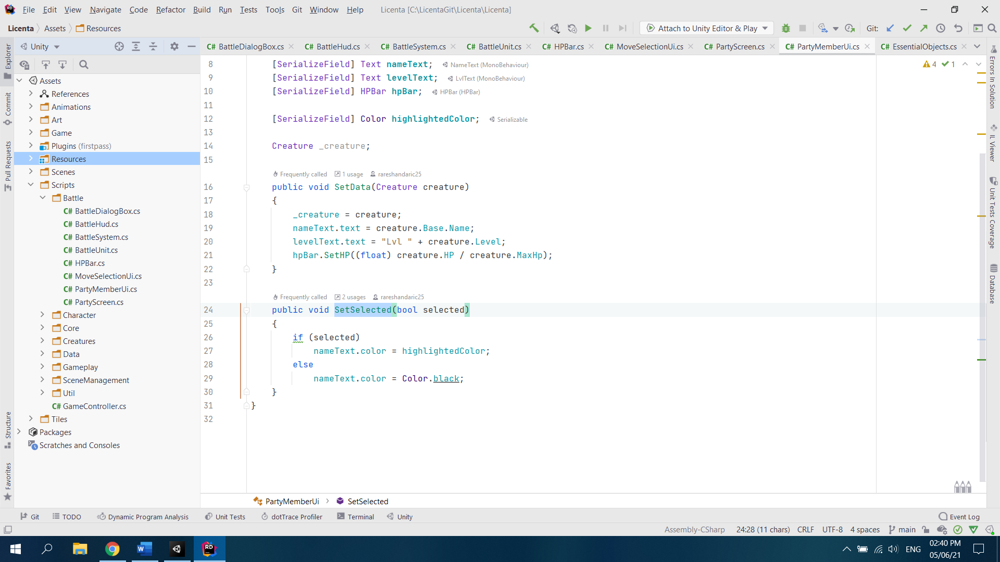 File Edit View Navigate Code Refactor Build Run Tests Tools Git Window Help Licenta [C:\LicentaGit\Licenta\Licenta]
Licenta Assets Resources Attach to Unity Editor & Play Git:
Unity
BattleDialogBox.cs BattleHud.cs BattleSystem.cs BattleUnit.cs HPBar.cs MoveSelectionUi.cs PartyScreen.cs PartyMemberUi.cs EssentialObjects.cs
Explorer
Commit
Pull Requests
Structure
Favorites
Assets
References
Animations
Art
Game
Plugins (firstpass)
Resources
Scenes
Scripts
Battle
C# BattleDialogBox.cs
C# BattleHud.cs
C# BattleSystem.cs
C# BattleUnit.cs
C# HPBar.cs
C# MoveSelectionUi.cs
C# PartyMemberUi.cs
C# PartyScreen.cs
Character
Core
Creatures
Data
Gameplay
SceneManagement
Util
C# GameController.cs
Tiles
Packages
Scratches and Consoles
8 [SerializeField] Text nameText; NameText (MonoBehaviour)
9 [SerializeField] Text levelText; LvlText (MonoBehaviour)
10 [SerializeField] HPBar hpBar; HPBar (HPBar)
11
12 [SerializeField] Color highlightedColor; Serializable
13
14 Creature _creature;
15
Frequently called 1 usage rareshandaric25
16 public void SetData(Creature creature)
17 {
18 _creature = creature;
19 nameText.text = creature.Base.Name;
20 levelText.text = "Lvl " + creature.Level;
21 hpBar.SetHP((float) creature.HP / creature.MaxHp);
22 }
23
Frequently called 2 usages rareshandaric25
24 public void SetSelected(bool selected)
25 {
26 if (selected)
27 nameText.color = highlightedColor;
28 else
29 nameText.color = Color.black;
30 }
31 }
32
4 1
Errors In Solution
IL Viewer
Unit Tests Coverage
Database
PartyMemberUi SetSelected
Git TODO Dynamic Program Analysis Unit Tests dotTrace Profiler Terminal Unity Event Log
Assembly-CSharp 24:28 (11 chars) CRLF UTF-8 4 spaces main
ENG 02:40 PM
05/06/21